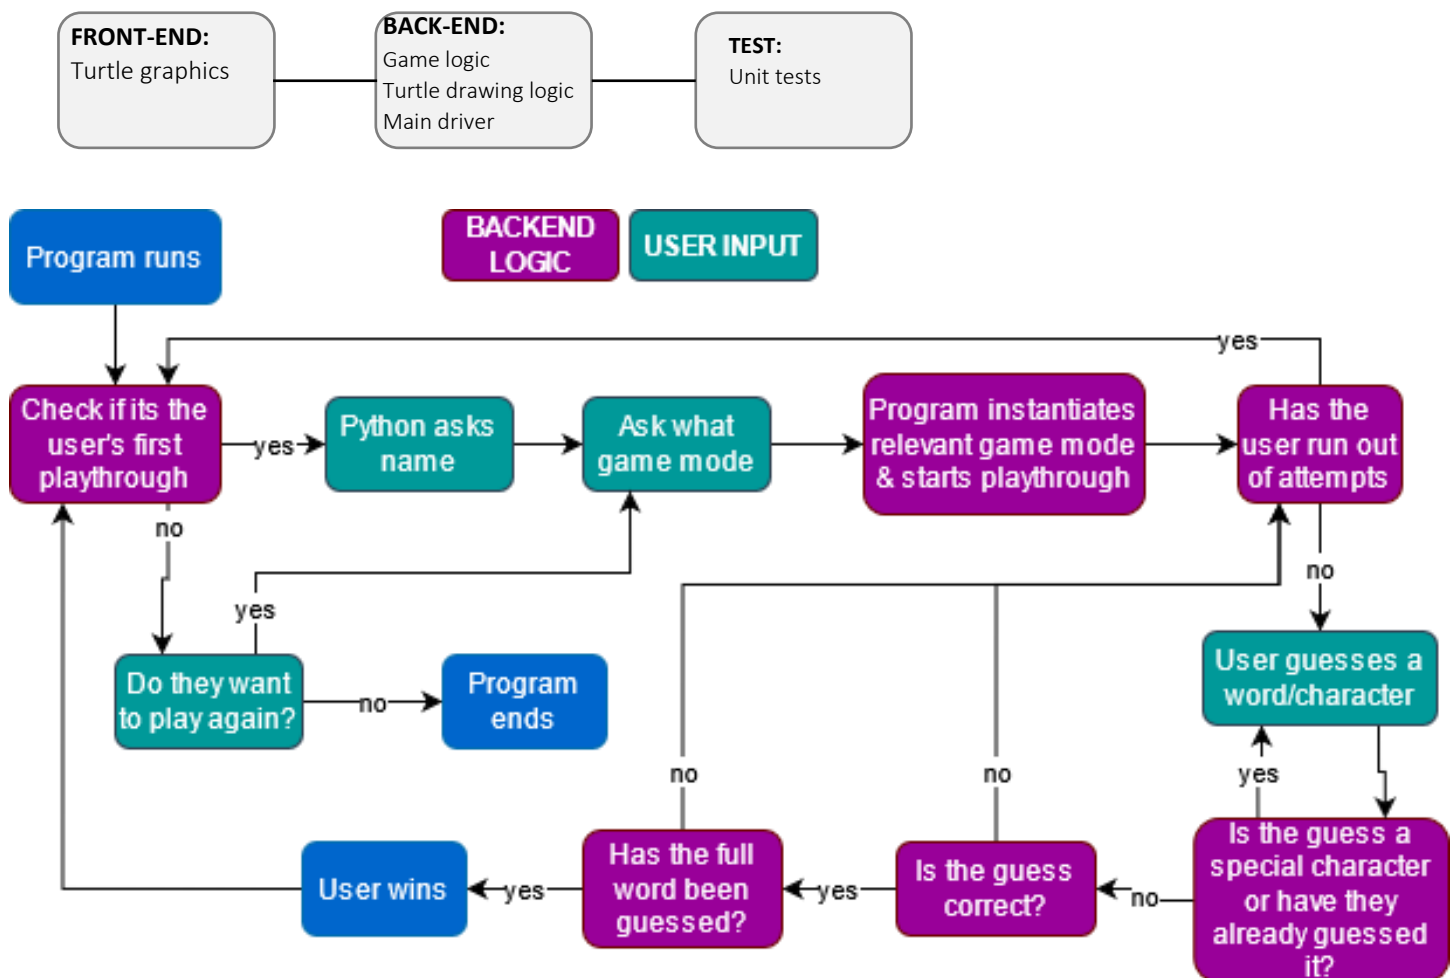 FRONT-END:
Turtle graphics
BACK-END:
Game logic
Turtle drawing logic
Main driver
TEST:
Unit tests
Program runs
BACKEND
LOGIC
USER INPUT
yes
Check if its the
user's first
playthrough
yes
Python asks
name
Ask what
game mode
Program instantiates
relevant game mode
& starts playthrough
Has the
user run out
of attempts
no
no
yes
Do they want
to play again?
no
Program
ends
User guesses a
word/character
no
no
yes
User wins
yes
Has the full
word been
guessed?
yes
Is the guess
correct?
no
Is the guess a
special character
or have they
already guessed
it?